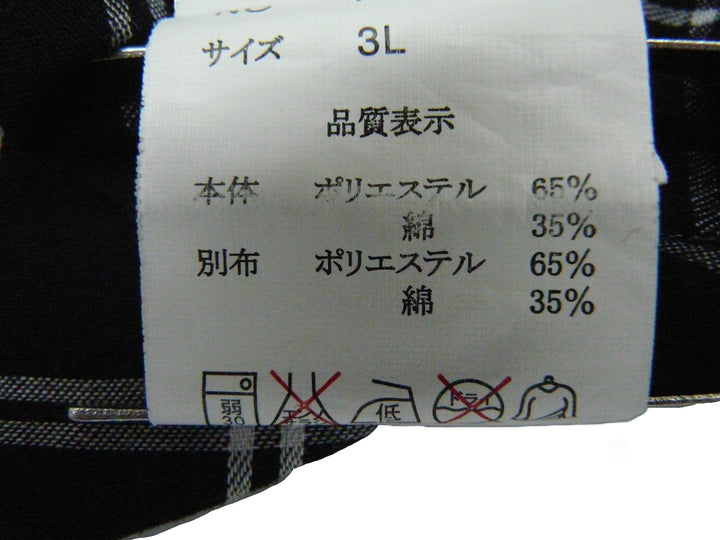 サイズ 3L
品質表示
本体 ポリエステル 65%
綿 35%
別布 ポリエステル 65%
綿 35%
弱 低 ドライ
30